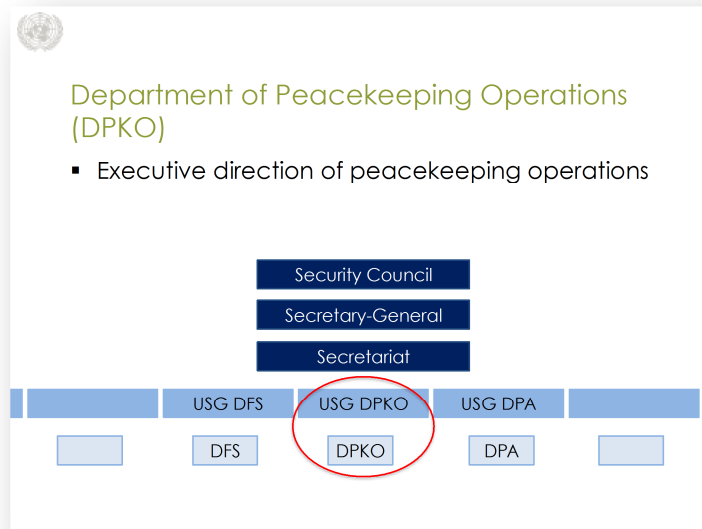 Department of Peacekeeping Operations
(DPKO)
▪ Executive direction of peacekeeping operations
Security Council
Secretary-General
Secretariat
USG DFS USG DPKO USG DPA
DFS DPKO DPA